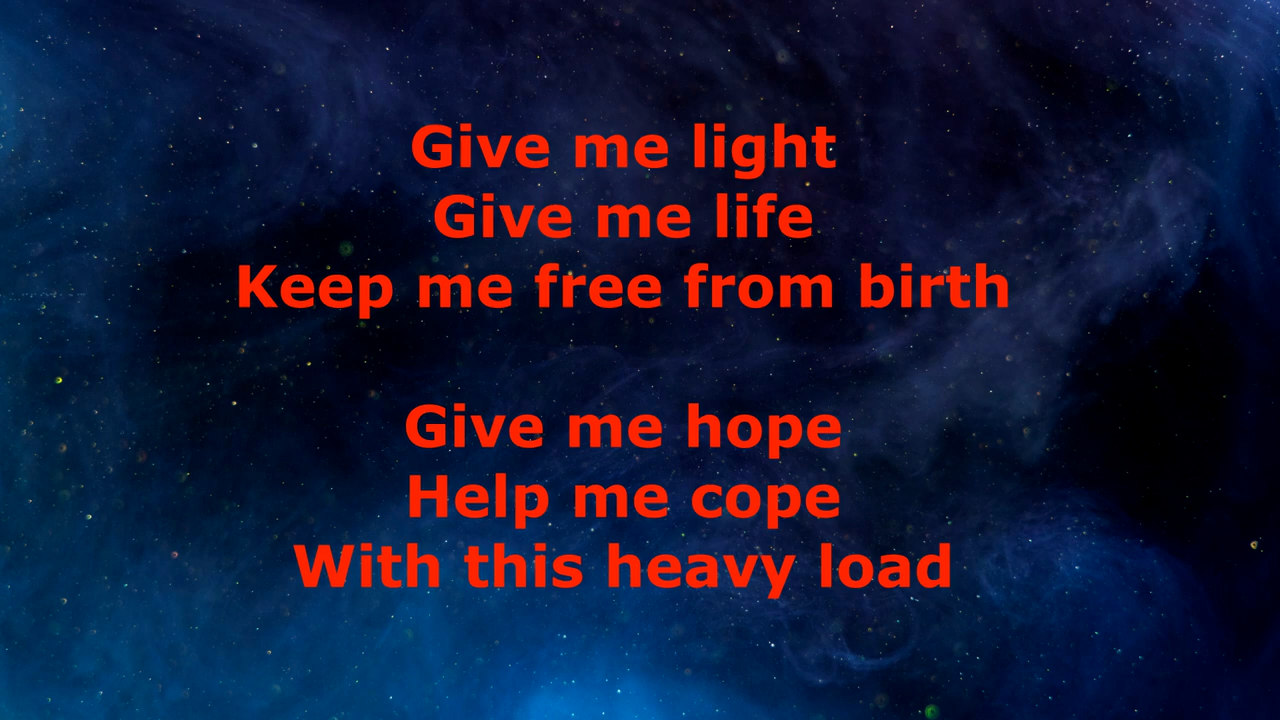 Give me light
Give me life
Keep me free from birth
Give me hope
Help me cope
With this heavy load